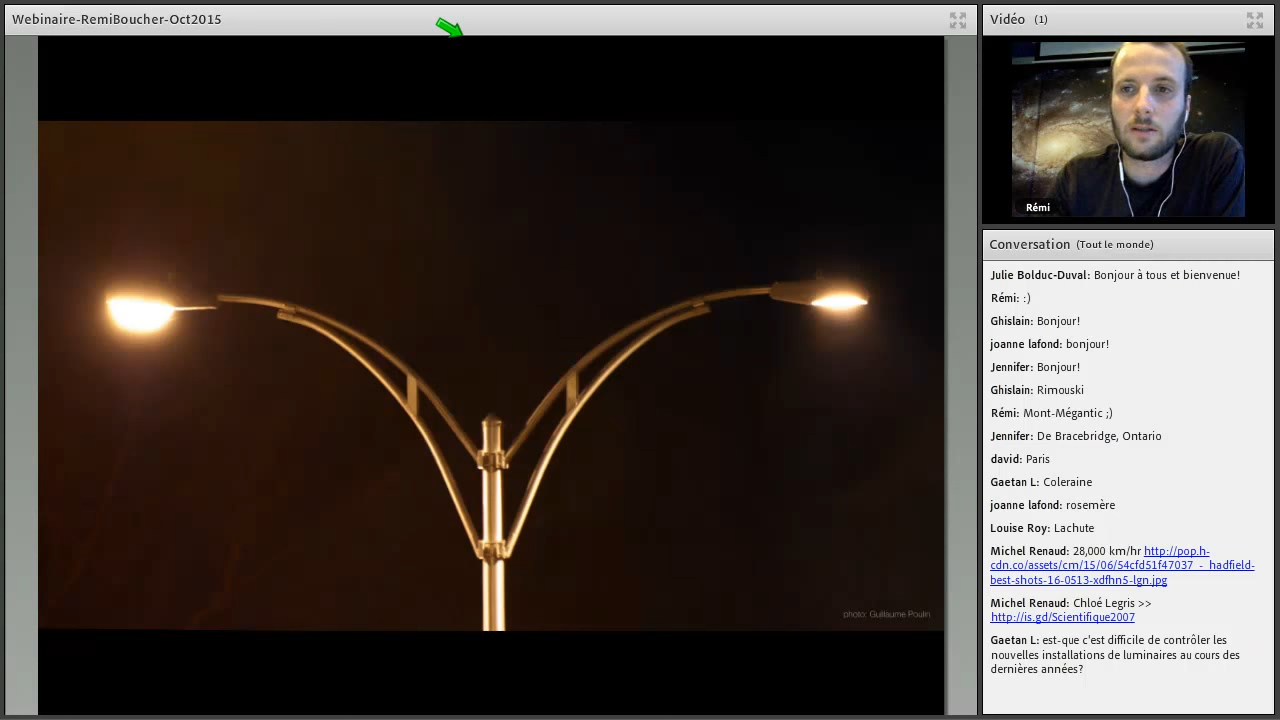 Webinaire-RemiBoucher-Oct2015
photo: Guillaume Poulin
Vidéo (1)
Rémi
Conversation (Tout le monde)
Julie Bolduc-Duval: Bonjour à tous et bienvenue!
Rémi: :)
Ghislain: Bonjour!
joanne lafond: bonjour!
Jennifer: Bonjour!
Ghislain: Rimouski
Rémi: Mont-Mégantic ;)
Jennifer: De Bracebridge, Ontario
david: Paris
Gaetan L: Coleraine
joanne lafond: rosemère
Louise Roy: Lachute
Michel Renaud: 28,000 km/hr http://pop.h-
cdn.co/assets/cm/15/06/54cfd51f47037_-_hadfield-
best-shots-16-0513-xdfhn5-lgn.jpg
Michel Renaud: Chloé Legris >>
http://is.gd/Scientifique2007
Gaetan L: est-que c'est difficile de contrôler les
nouvelles installations de luminaires au cours des
dernières années?